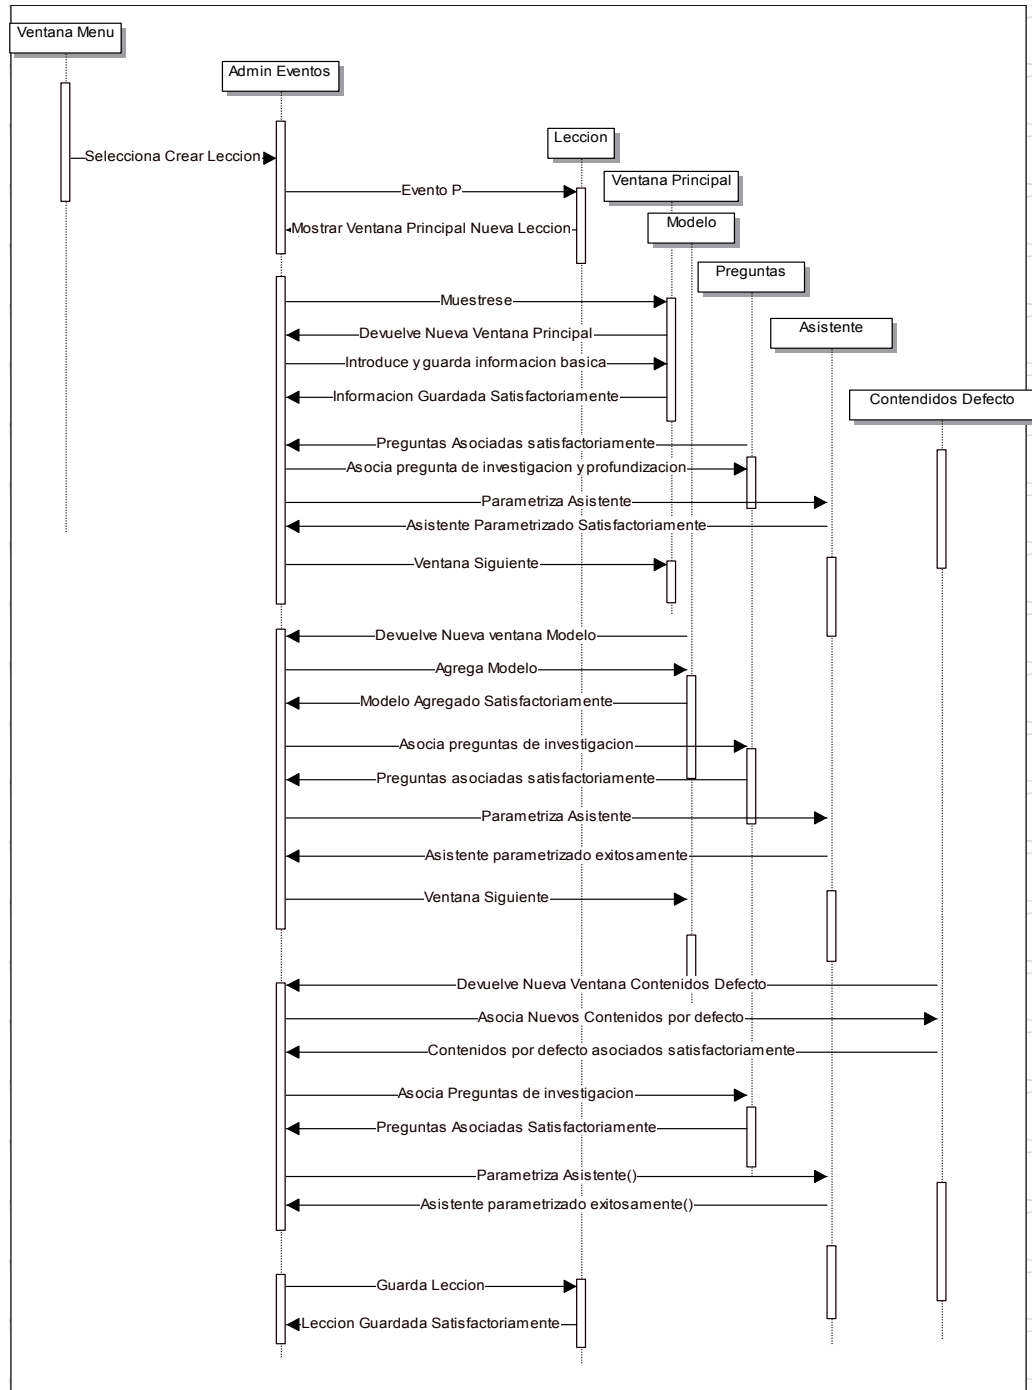 Ventana Menu
Admin Eventos
Leccion
Selecciona Crear Leccion
Ventana Principal
Evento P
Modelo
Mostrar Ventana Principal Nueva Leccion
Preguntas
Muestrese
Asistente
Devuelve Nueva Ventana Principal
Introduce y guarda informacion basica
Informacion Guardada Satisfactoriamente
Contendidos Defecto
Preguntas Asociadas satisfactoriamente
Asocia pregunta de investigacion y profundizacion
Parametriza Asistente
Asistente Parametrizado Satisfactoriamente
Ventana Siguiente
Devuelve Nueva ventana Modelo
Agrega Modelo
Modelo Agregado Satisfactoriamente
Asocia preguntas de investigacion
Preguntas asociadas satisfactoriamente
Parametriza Asistente
Asistente parametrizado exitosamente
Ventana Siguiente
Devuelve Nueva Ventana Contenidos Defecto
Asocia Nuevos Contenidos por defecto
Contenidos por defecto asociados satisfactoriamente
Asocia Preguntas de investigacion
Preguntas Asociadas Satisfactoriamente
Parametriza Asistente()
Asistente parametrizado exitosamente()
Guarda Leccion
Leccion Guardada Satisfactoriamente